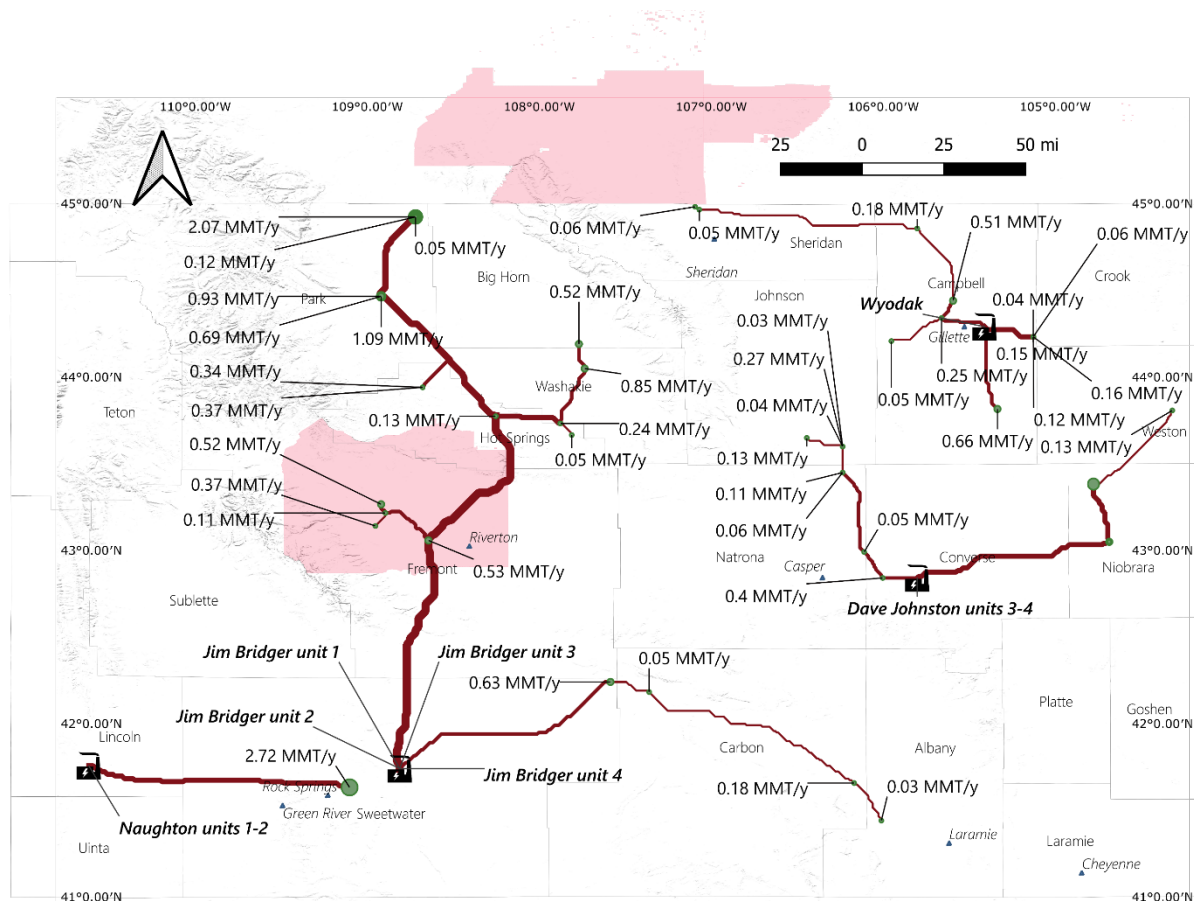 110°0.00'W
109°0.00'W
108°0.00'W
107°0.00'W
106°0.00'W
105°0.00'W
25
0
25
50 mi
45°0.00'N
45°0.00'N
2.07 MMT/y
0.12 MMT/y
0.05 MMT/y
0.06 MMT/y
0.05 MMT/y
Sheridan
Sheridan
0.18 MMT/y
0.51 MMT/y
0.06 MMT/y
Big Horn
Campbell
Crook
0.93 MMT/y
Park
0.52 MMT/y
Johnson
Wyodak
0.04 MMT/y
0.69 MMT/y
1.09 MMT/y
0.03 MMT/y
Gillette
0.15 MMT/y
0.34 MMT/y
0.27 MMT/y
0.25 MMT/y
44°0.00'N
44°0.00'N
Washakie
0.85 MMT/y
0.05 MMT/y
0.16 MMT/y
Teton
0.37 MMT/y
0.04 MMT/y
0.12 MMT/y
0.13 MMT/y
0.24 MMT/y
0.66 MMT/y
0.13 MMT/y
Weston
Hot Springs
0.52 MMT/y
0.05 MMT/y
0.13 MMT/y
0.37 MMT/y
0.11 MMT/y
0.11 MMT/y
0.06 MMT/y
Riverton
0.05 MMT/y
43°0.00'N
43°0.00'N
Fremont
0.53 MMT/y
Natrona
Casper
Converse
Niobrara
0.4 MMT/y
Sublette
Dave Johnston units 3-4
Jim Bridger unit 1
Jim Bridger unit 3
0.05 MMT/y
0.63 MMT/y
Jim Bridger unit 2
Platte
Goshen
42°0.00'N
42°0.00'N
Lincoln
2.72 MMT/y
Carbon
Albany
Jim Bridger unit 4
0.18 MMT/y
0.03 MMT/y
Rock Springs
Green River
Sweetwater
Naughton units 1-2
Uinta
Laramie
Laramie
Cheyenne
41°0.00'N
41°0.00'N